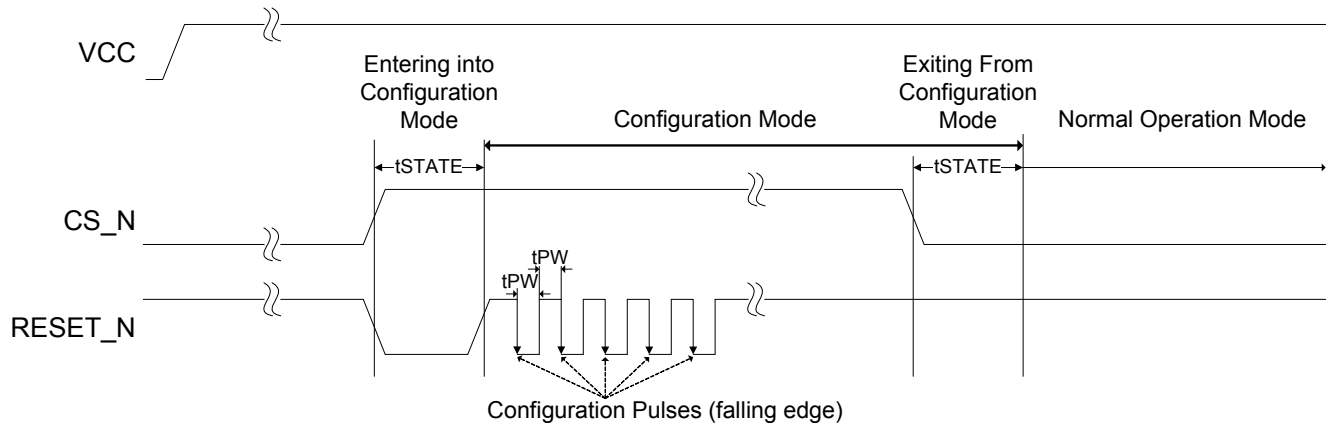 VCC
Entering into
Configuration
Mode
Configuration Mode
Exiting From
Configuration
Mode
Normal Operation Mode
tSTATE
tSTATE
CS_N
tPW
tPW
RESET_N
Configuration Pulses (falling edge)